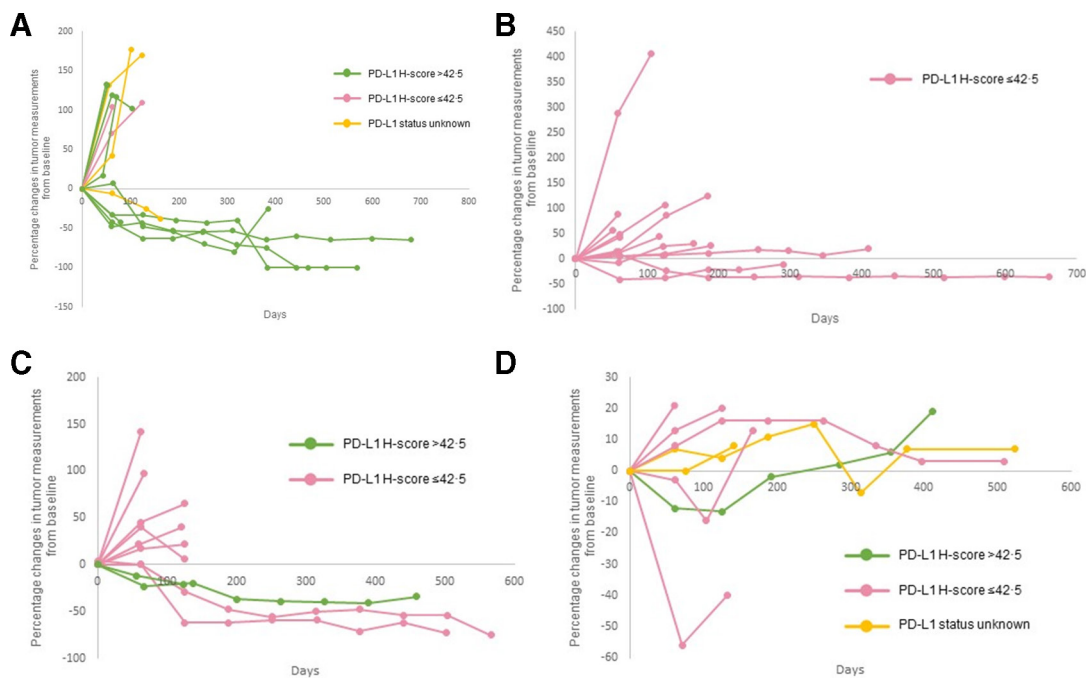 A
Percentage changes in tumor measurements
from baseline
200
150
100
50
0
-50
-100
-150
100
200
300
400
500
600
700
800
Days
PD-L1 H-score >42·5
PD-L1 H-score ≤42·5
PD-L1 status unknown
B
Percentage changes in tumor measurements
from baseline
450
400
350
300
250
200
150
100
50
0
-50
-100
0
100
200
300
400
500
600
700
Days
PD-L1 H-score ≤42·5
C
Percentage changes in tumor measurements
from baseline
200
150
100
50
0
-50
-100
0
100
200
300
400
500
600
Days
PD-L1 H-score >42·5
PD-L1 H-score ≤42·5
D
Percentage changes in tumor measurements
from baseline
30
20
10
0
-10
-20
-30
-40
-50
-60
0
100
200
300
400
500
600
Days
PD-L1 H-score >42·5
PD-L1 H-score ≤42·5
PD-L1 status unknown